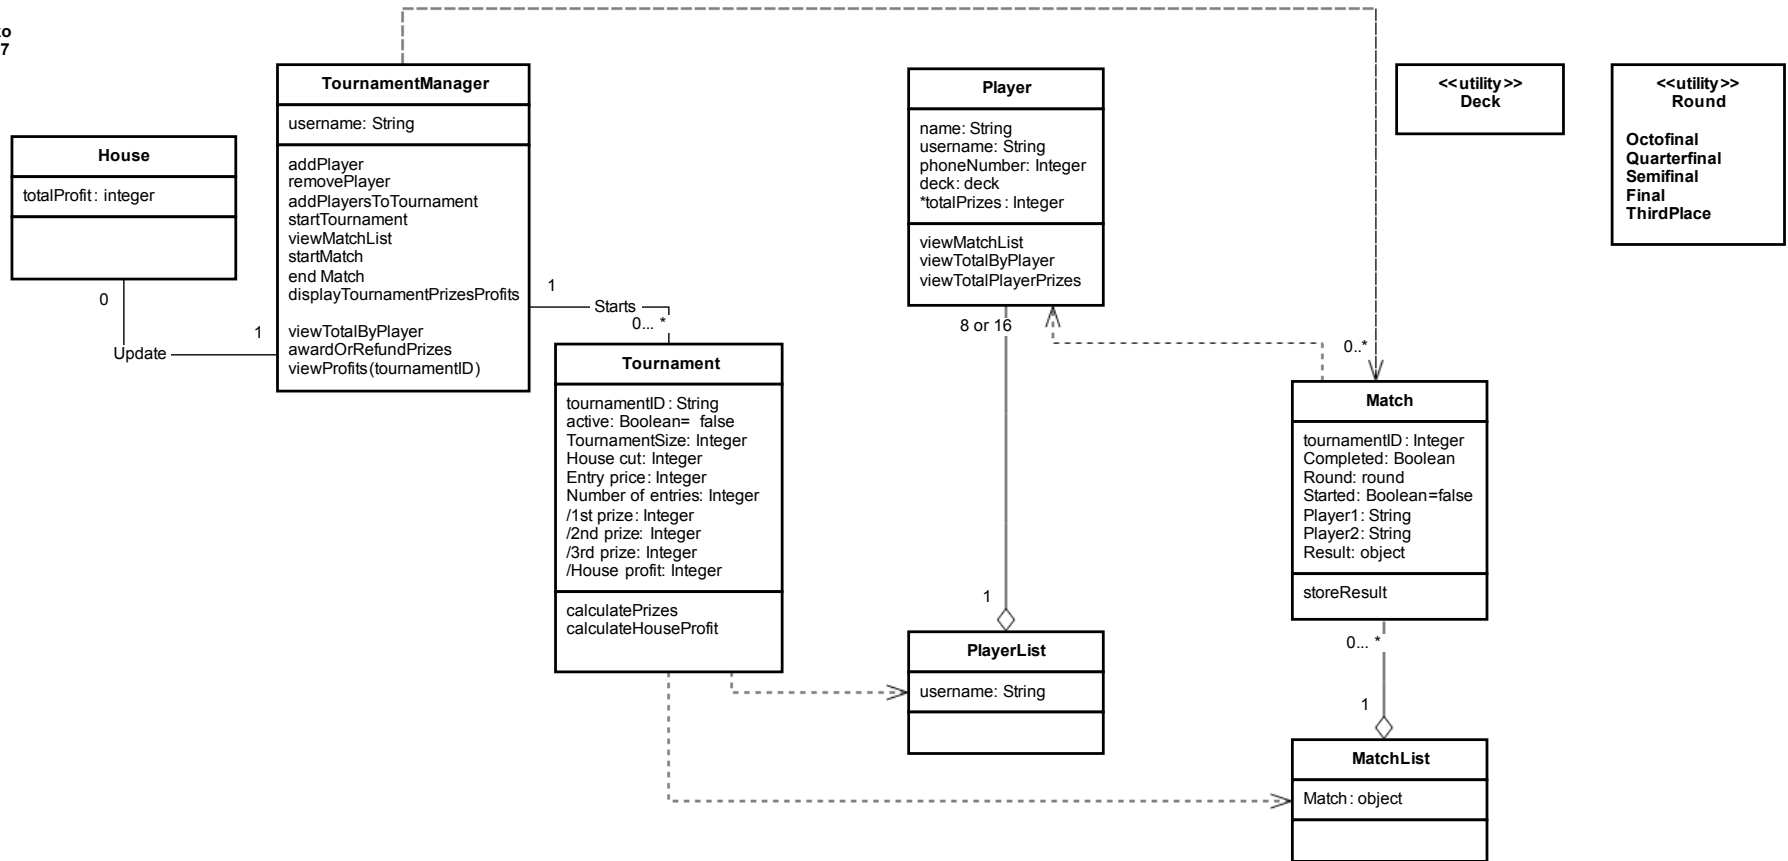 7
TournamentManager
username: String
addPlayer
removePlayer
addPlayersToTournament
startTournament
viewMatchList
startMatch
end Match
displayTournamentPrizesProfits
viewTotalByPlayer
awardOrRefundPrizes
viewProfits(tournamentID)
House
totalProfit: integer
0
1
Update
1
Starts
0... *
Tournament
tournamentID: String
active: Boolean= false
TournamentSize: Integer
House cut: Integer
Entry price: Integer
Number of entries: Integer
/1st prize: Integer
/2nd prize: Integer
/3rd prize: Integer
/House profit: Integer
calculatePrizes
calculateHouseProfit
Player
name: String
username: String
phoneNumber: Integer
deck: deck
*totalPrizes: Integer
viewMatchList
viewTotalByPlayer
viewTotalPlayerPrizes
8 or 16
1
PlayerList
username: String
0..*
Match
tournamentID: Integer
Completed: Boolean
Round: round
Started: Boolean=false
Player1: String
Player2: String
Result: object
storeResult
0... *
1
MatchList
Match: object
<<utility>>
Deck
<<utility>>
Round
Octofinal
Quarterfinal
Semifinal
Final
ThirdPlace